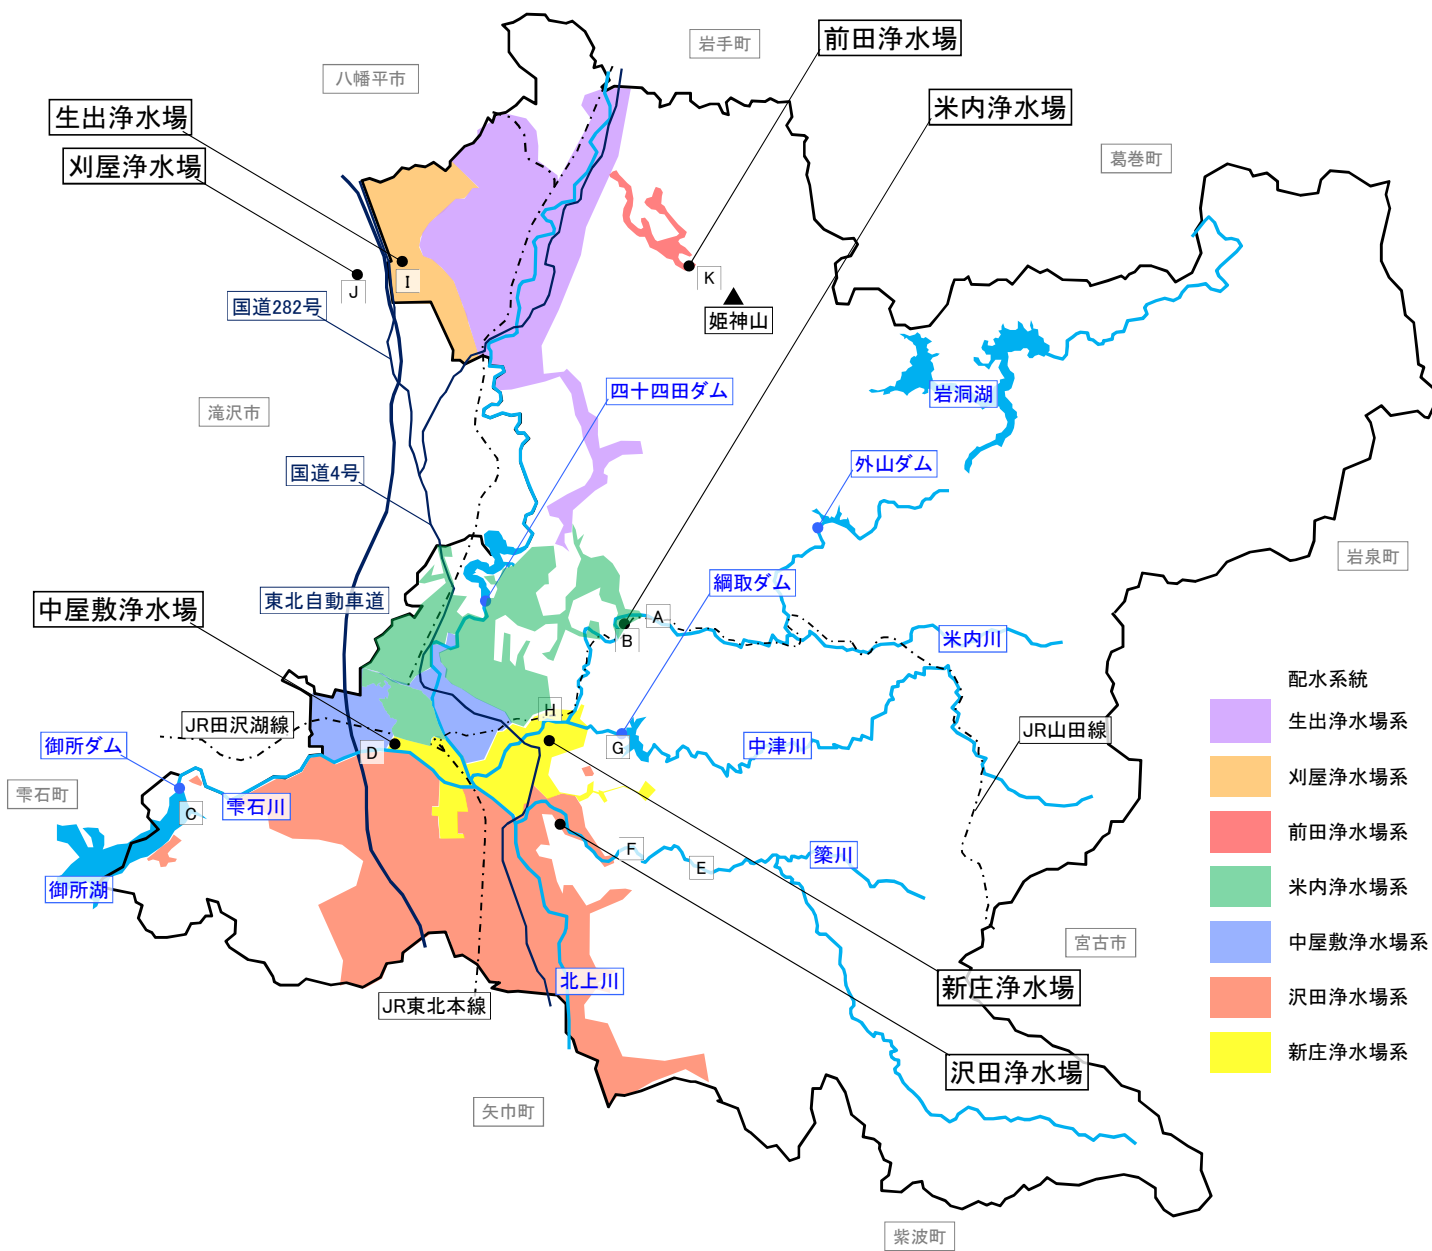 前田浄水場
岩手町
八幡平市
生出浄水場
米内浄水場
刈屋浄水場
葛巻町
I
J
K
国道282号
姫神山
四十四田ダム
岩洞湖
滝沢市
国道4号
外山ダム
岩泉町
綱取ダム
東北自動車道
中屋敷浄水場
A
B
米内川
配水系統
JR田沢湖線
H
生出浄水場系
JR山田線
御所ダム
D
G
中津川
刈屋浄水場系
雫石町
雫石川
C
前田浄水場系
F
E
簗川
御所湖
米内浄水場系
中屋敷浄水場系
宮古市
北上川
新庄浄水場
沢田浄水場系
JR東北本線
新庄浄水場系
沢田浄水場
矢巾町
紫波町